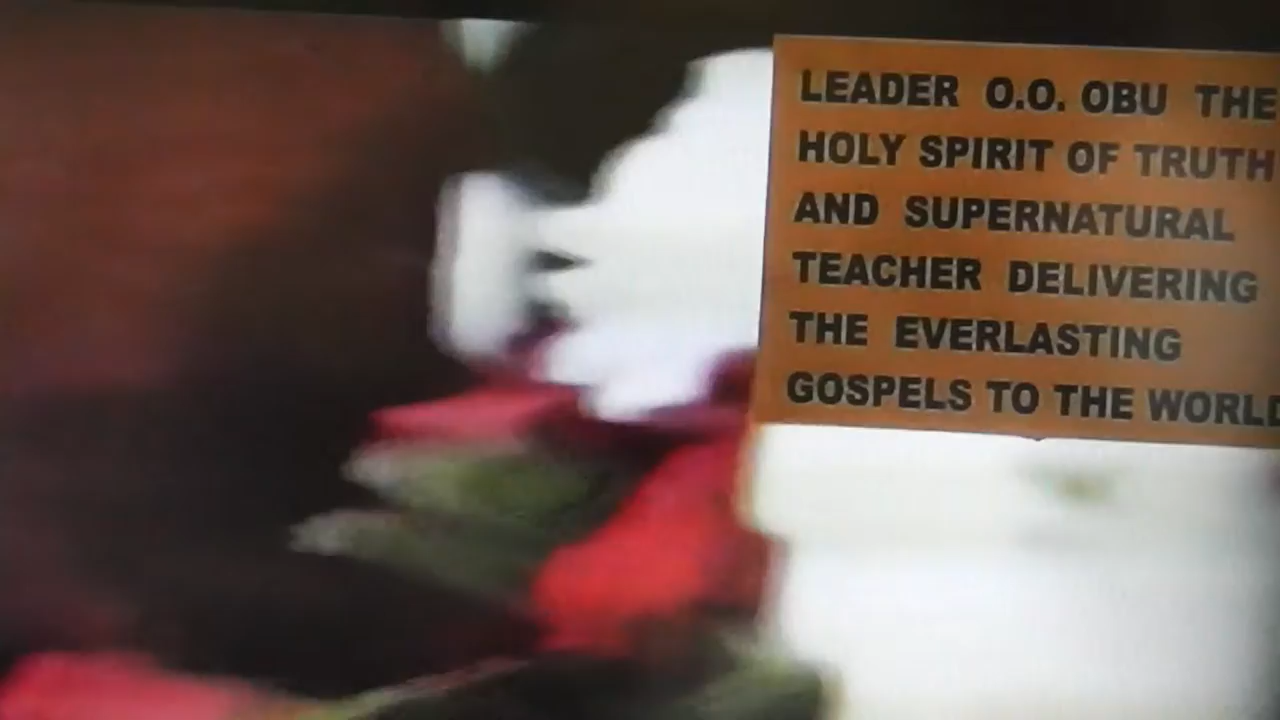 LEADER O.O. OBU THE
HOLY SPIRIT OF TRUTH
AND SUPERNATURAL
TEACHER DELIVERING
THE EVERLASTING
GOSPELS TO THE WORLD